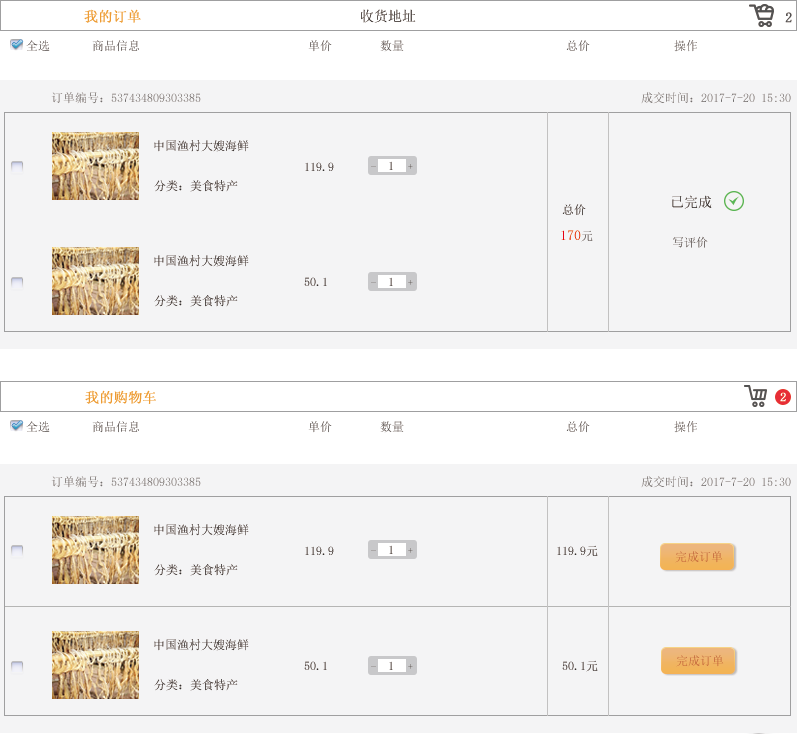 我的订单 收货地址 2
全选 商品信息 单价 数量 总价 操作
订单编号：537434809303385 成交时间：2017-7-20 15:30
中国渔村大嫂海鲜
119.9 - 1 +
分类：美食特产
已完成
总价
170元
写评价
中国渔村大嫂海鲜
50.1 - 1 +
分类：美食特产
我的购物车 2
全选 商品信息 单价 数量 总价 操作
订单编号：537434809303385 成交时间：2017-7-20 15:30
中国渔村大嫂海鲜
119.9 - 1 + 119.9元 完成订单
分类：美食特产
中国渔村大嫂海鲜
50.1 - 1 + 50.1元 完成订单
分类：美食特产